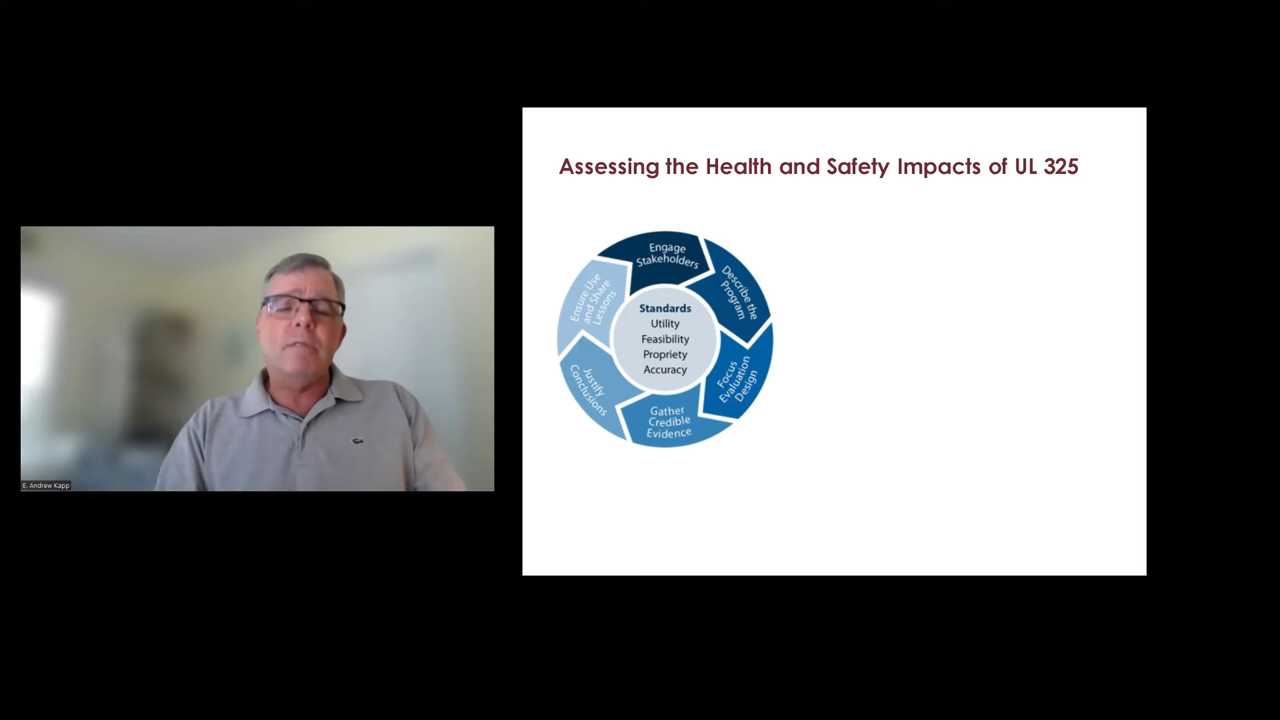 Assessing the Health and Safety Impacts of UL 325
Engage
Stakeholders
Describe the
Program
Focus
Evaluation
Design
Gather
Credible
Evidence
Justify
Conclusions
Ensure Use
and Share
Lessons
Standards
Utility
Feasibility
Propriety
Accuracy
E. Andrew Kapp